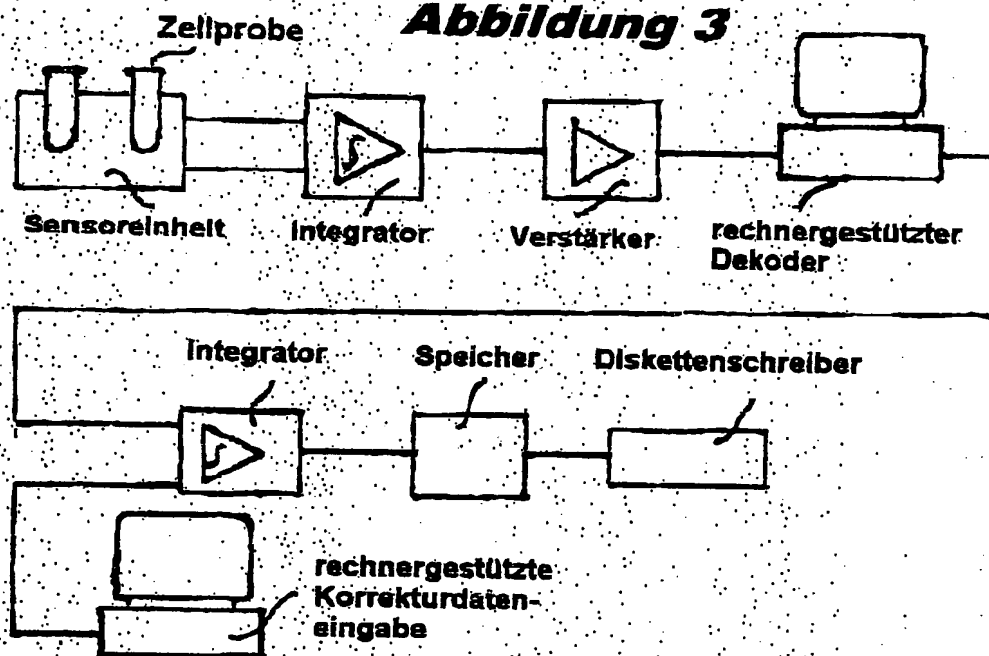 Abbildung 3
Zellprobe
Sensoreinheit
Integrator
Verstärker
rechnergestützter
Dekoder
Integrator
Speicher
Diskettenschreiber
rechnergestützte
Korrekturdaten-
eingabe